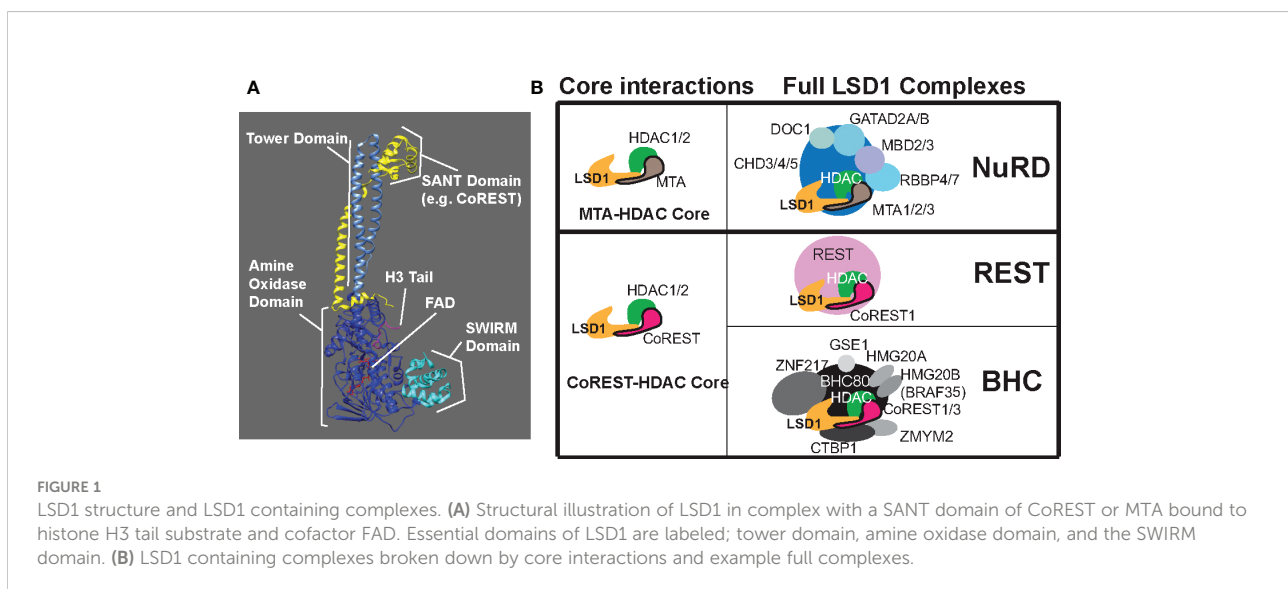 A
Tower Domain
SANT Domain
(e.g. CoREST)
Amine
Oxidase
Domain
H3 Tail
FAD
SWIRM
Domain
B
Core interactions
Full LSD1 Complexes
HDAC1/2
LSD1
MTA
MTA-HDAC Core
DOC1
GATAD2A/B
MBD2/3
CHD3/4/5
HDAC
RBBP4/7
LSD1
MTA1/2/3
NuRD
HDAC1/2
LSD1
CoREST
CoREST-HDAC Core
REST
HDAC
LSD1
CoREST1
REST
GSE1
ZNF217
HMG20A
BHC80
HMG20B
(BRAF35)
HDAC
CoREST1/3
LSD1
ZMYM2
CTBP1
BHC
FIGURE 1
LSD1 structure and LSD1 containing complexes. (A) Structural illustration of LSD1 in complex with a SANT domain of CoREST or MTA bound to
histone H3 tail substrate and cofactor FAD. Essential domains of LSD1 are labeled; tower domain, amine oxidase domain, and the SWIRM
domain. (B) LSD1 containing complexes broken down by core interactions and example full complexes.